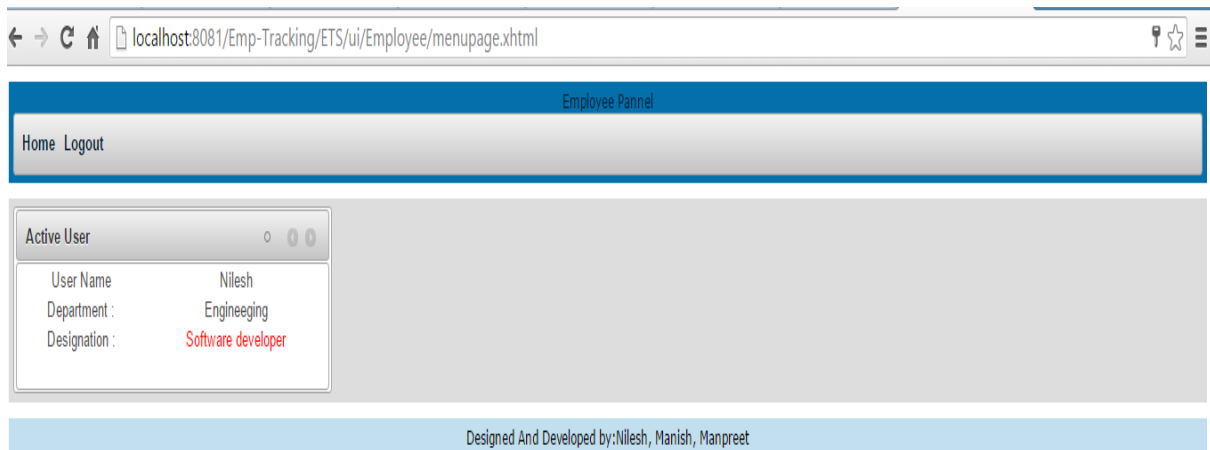 localhost:8081/Emp-Tracking/ETS/ui/Employee/menupage.xhtml
Employee Pannel
Home Logout
Active User
User Name Nilesh
Department : Engineeging
Designation : Software developer
Designed And Developed by:Nilesh, Manish, Manpreet